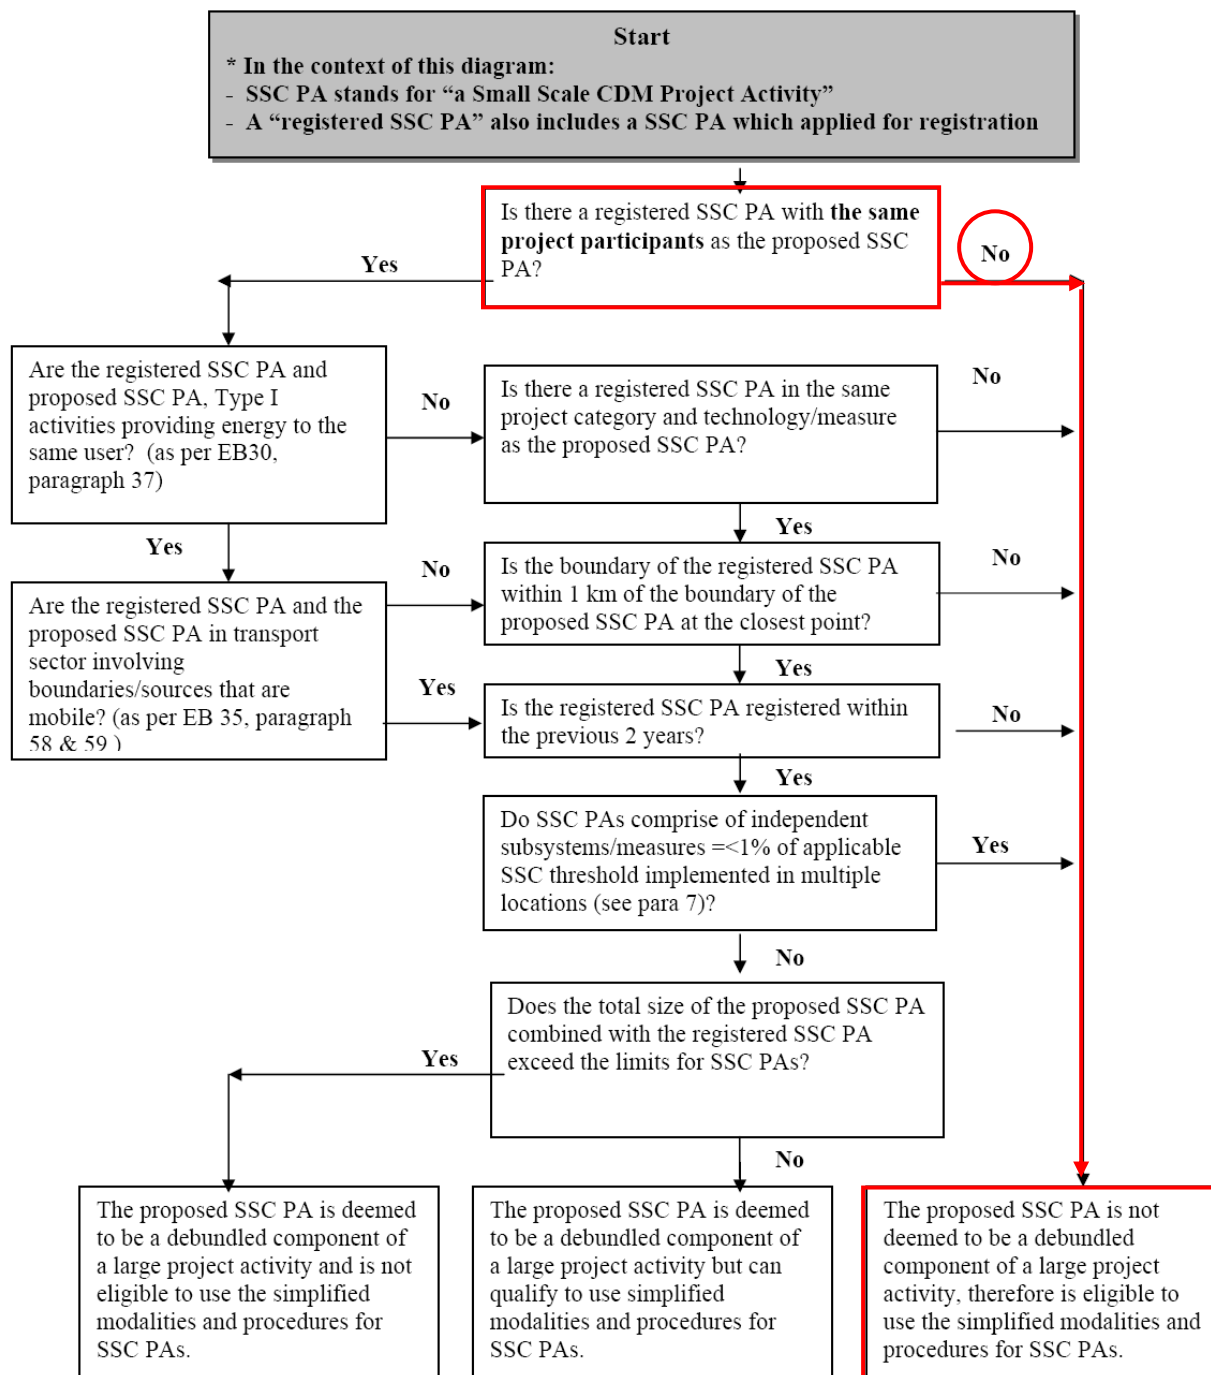 Start
* In the context of this diagram:
- SSC PA stands for “a Small Scale CDM Project Activity”
- A “registered SSC PA” also includes a SSC PA which applied for registration
Is there a registered SSC PA with the same
project participants as the proposed SSC
PA?
No
Yes
Are the registered SSC PA and
proposed SSC PA, Type I
activities providing energy to the
same user?  (as per EB30,
paragraph 37)
No
Is there a registered SSC PA in the same
project category and technology/measure
as the proposed SSC PA?
No
Yes
Yes
Are the registered SSC PA and the
proposed SSC PA in transport
sector involving
boundaries/sources that are
mobile? (as per EB 35, paragraph
58 & 59 )
No
Is the boundary of the registered SSC PA
within 1 km of the boundary of the
proposed SSC PA at the closest point?
No
Yes
Yes
Is the registered SSC PA registered within
the previous 2 years?
No
Yes
Do SSC PAs comprise of independent
subsystems/measures =<1% of applicable
SSC threshold implemented in multiple
locations (see para 7)?
Yes
No
Does the total size of the proposed SSC PA
combined with the registered SSC PA
exceed the limits for SSC PAs?
Yes
No
The proposed SSC PA is deemed
to be a debundled component of
a large project activity and is not
eligible to use the simplified
modalities and procedures for
SSC PAs.
The proposed SSC PA is deemed
to be a debundled component of
a large project activity but can
qualify to use simplified
modalities and procedures for
SSC PAs.
The proposed SSC PA is not
deemed to be a debundled
component of a large project
activity, therefore is eligible to
use the simplified modalities and
procedures for SSC PAs.